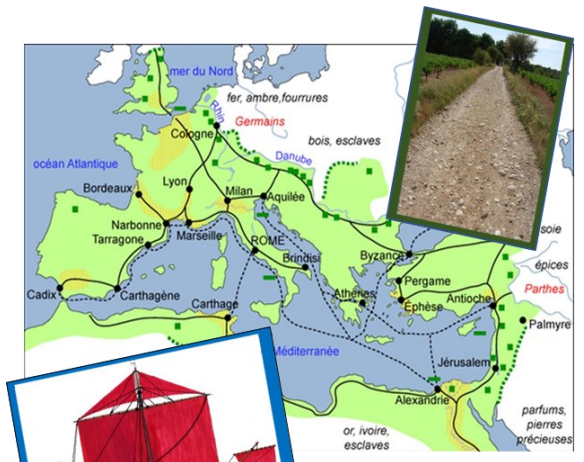 mer du Nord
fer, ambre,fourrures
Rhin
Germains
Cologne
bois, esclaves
océan Atlantique
Danube
Lyon
Bordeaux
Milan
Aquilée
Narbonne
Marseille
ROME
Byzance
soie
Tarragone
Brindisi
épices
Pergame
Parthes
Cadix
Carthagène
Carthage
Athènes
Éphèse
Antioche
Palmyre
Méditerranée
Jérusalem
Alexandrie
or, ivoire,
esclaves
parfums,
pierres
précieuses